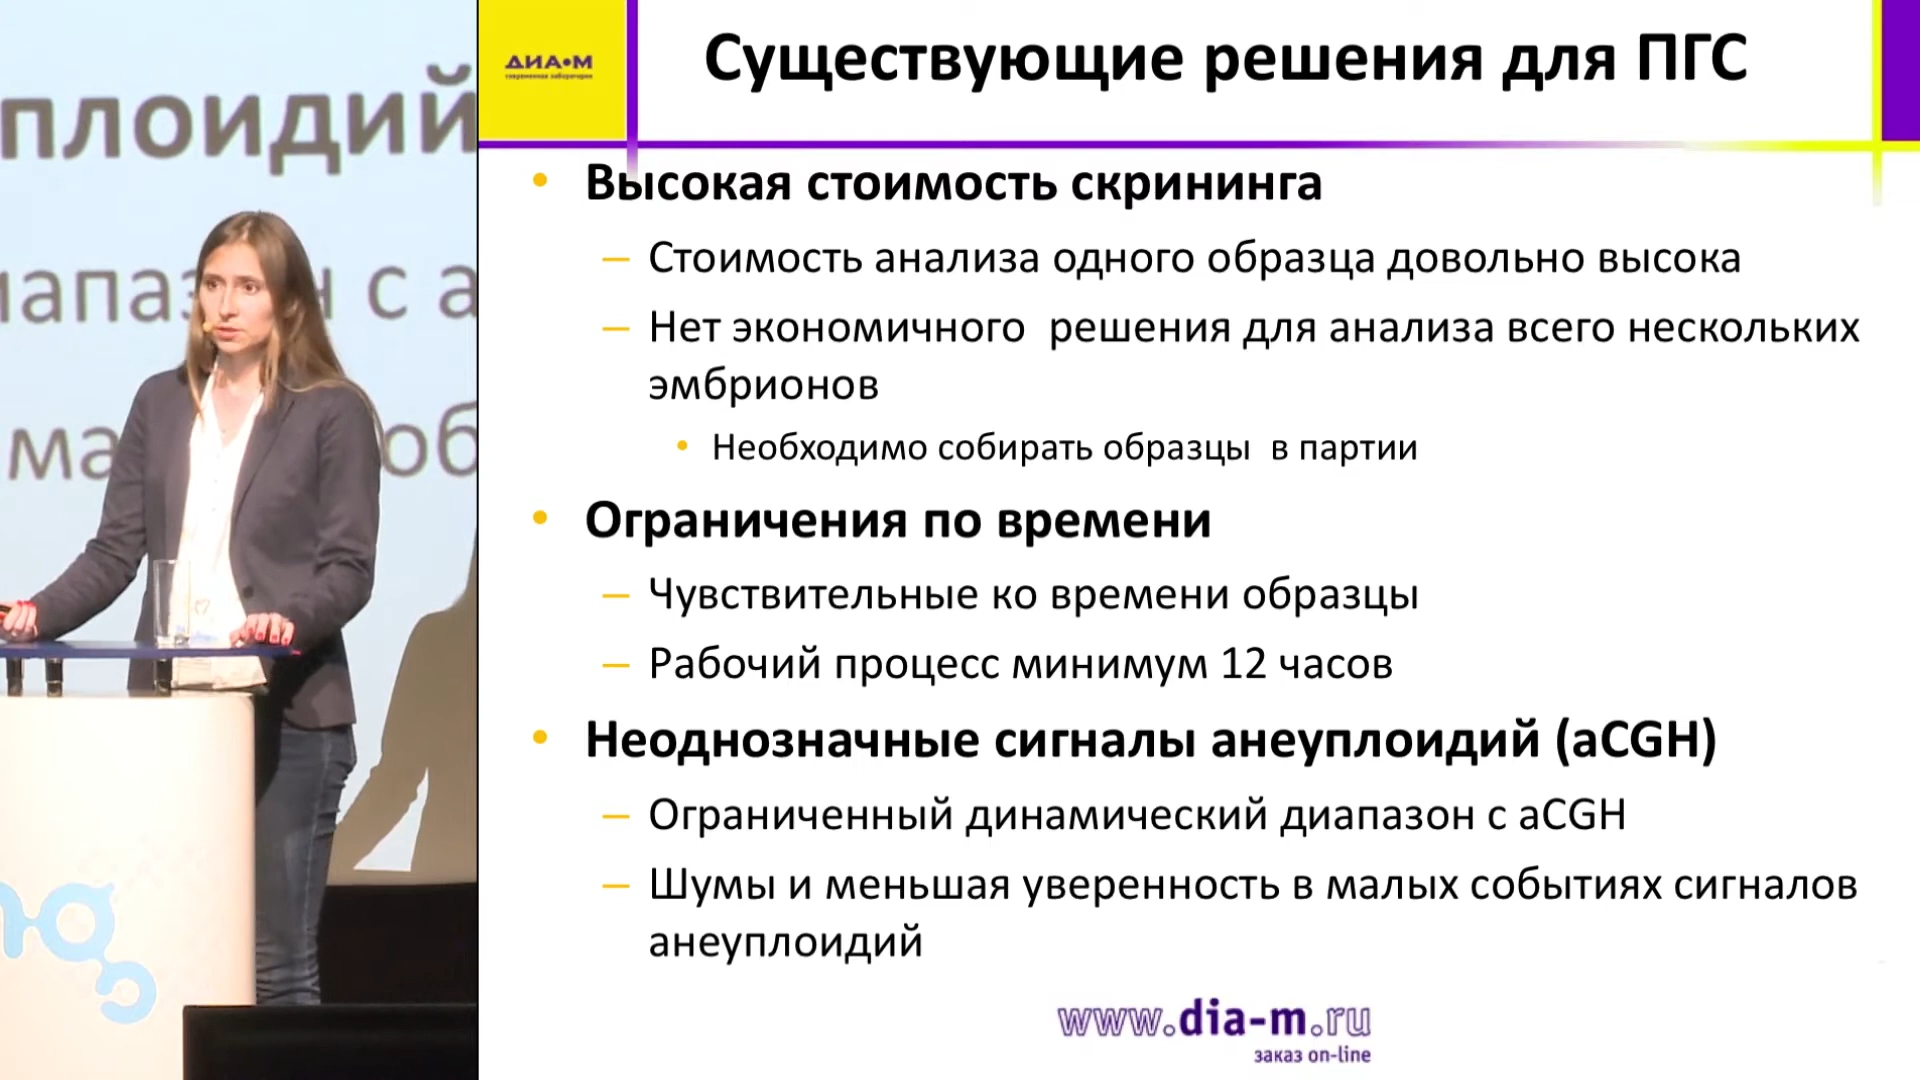 плоидий
иапаз н с а
ма об
ngs
ДИА•М
современная лаборатория
Существующие решения для ПГС
• Высокая стоимость скрининга
– Стоимость анализа одного образца довольно высока
– Нет экономичного решения для анализа всего нескольких
эмбрионов
• Необходимо собирать образцы в партии
• Ограничения по времени
– Чувствительные ко времени образцы
– Рабочий процесс минимум 12 часов
• Неоднозначные сигналы анеуплоидий (aCGH)
– Ограниченный динамический диапазон с aCGH
– Шумы и меньшая уверенность в малых событиях сигналов
анеуплоидий
www.dia-m.ru
заказ on-line